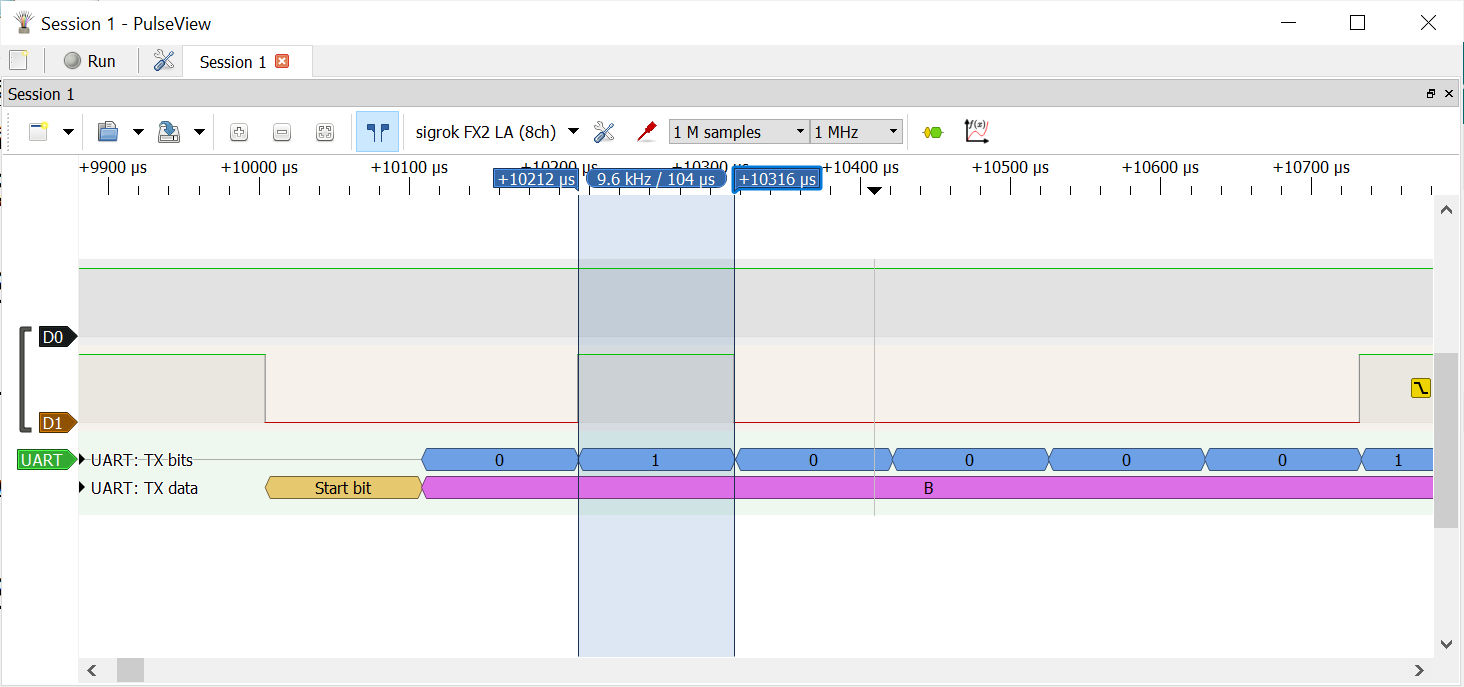 Session 1 - PulseView
Run
Session 1
Session 1
sigrok FX2 LA (8ch)
1 M samples
1 MHz
f(x)
+9900 µs +10000 µs +10100 µs +10200 µs +10300 µs +10400 µs +10500 µs +10600 µs +10700 µs
+10212 µs 9.6 kHz / 104 µs +10316 µs
D0
D1
UART UART: TX bits 0 1 0 0 0 0 1
UART: TX data Start bit B